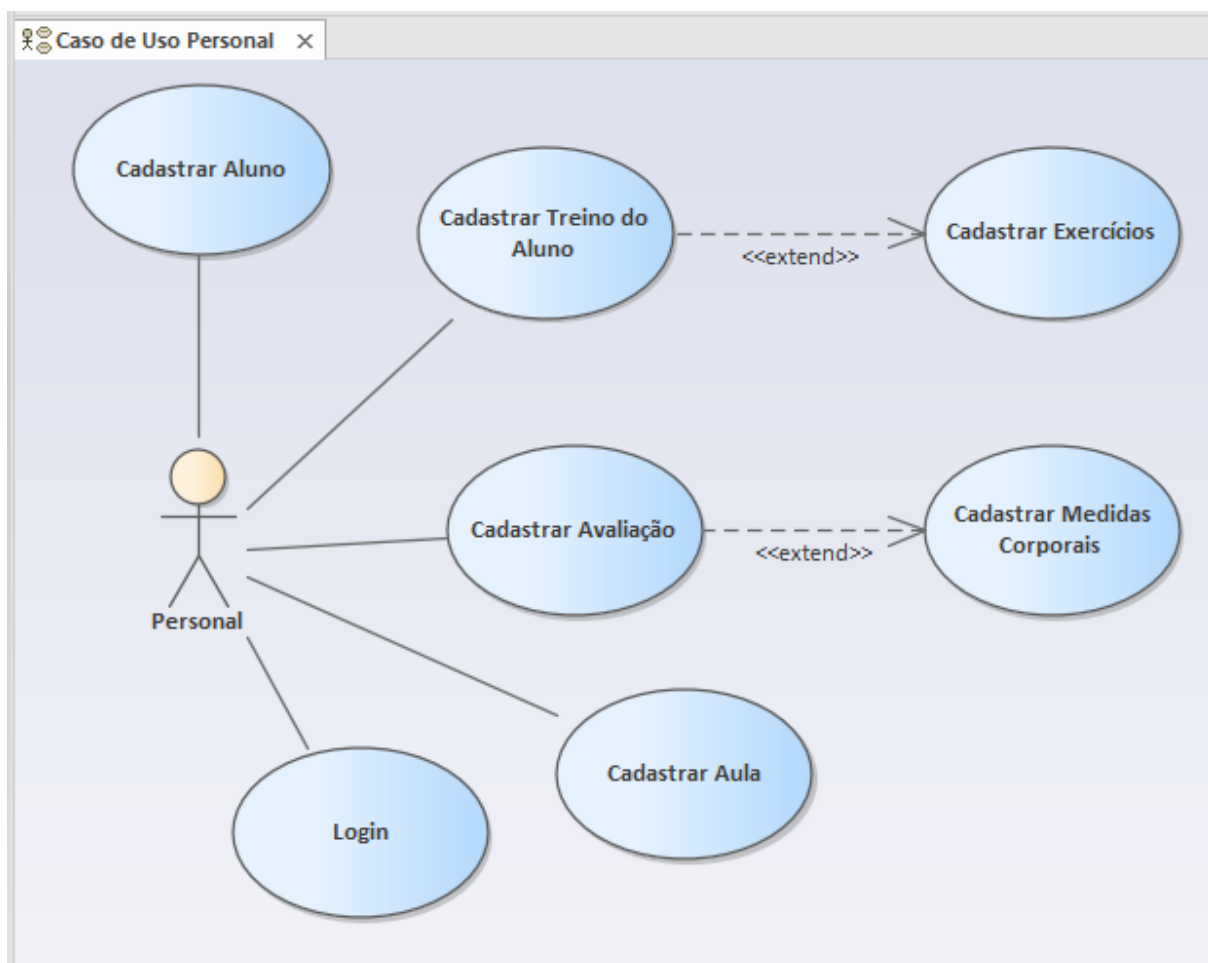 Caso de Uso Personal
Cadastrar Aluno
Cadastrar Treino do
Aluno
<<extend>>
Cadastrar Exercícios
Cadastrar Avaliação
<<extend>>
Cadastrar Medidas
Corporais
Personal
Cadastrar Aula
Login